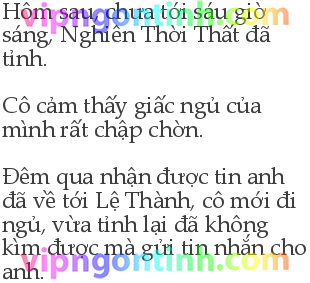 Hôm sau, chưa tới sáu giờ
sáng, Nghiên Thời Thất đã
tỉnh.
Cô cảm thấy giấc ngủ của
mình rất chập chờn.
Đêm qua nhận được tin anh
đã về tới Lệ Thành, cô mới đi
ngủ, vừa tỉnh lại đã không
kìm được mà gửi tin nhắn cho
anh.
vipngontinh.com
vipngontinh.com